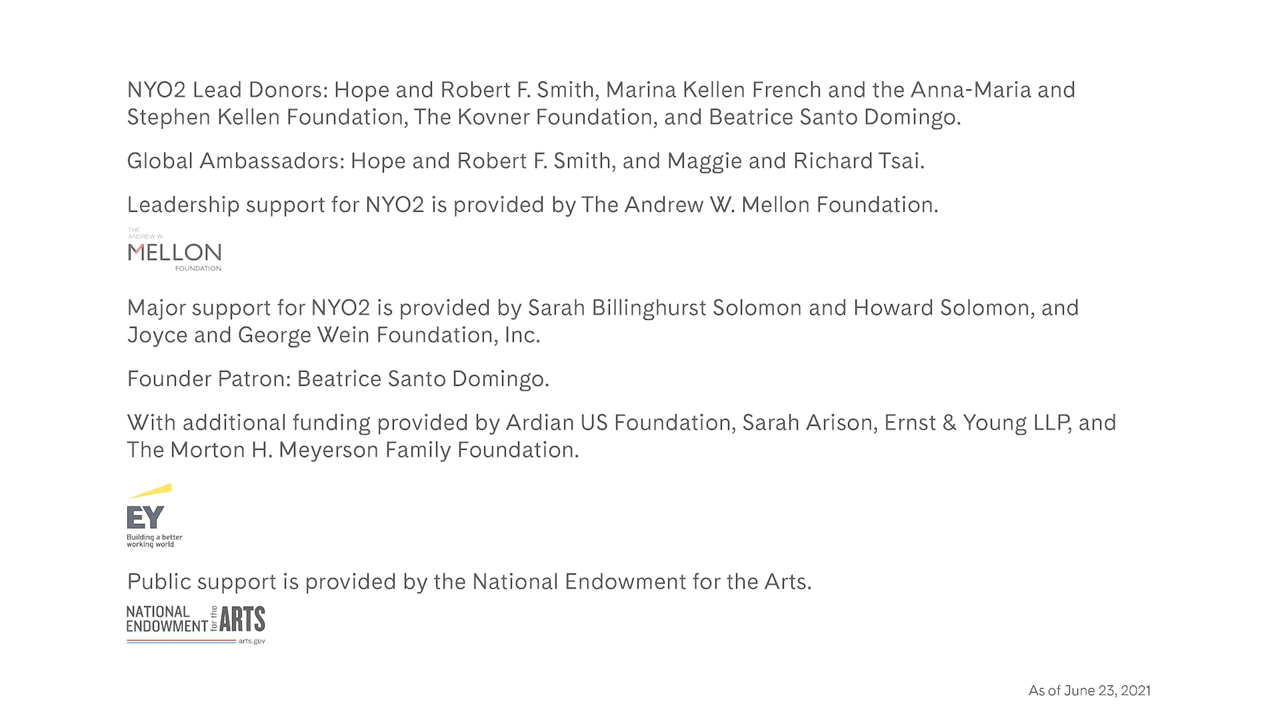 NYO2 Lead Donors: Hope and Robert F. Smith, Marina Kellen French and the Anna-Maria and
Stephen Kellen Foundation, The Kovner Foundation, and Beatrice Santo Domingo.
Global Ambassadors: Hope and Robert F. Smith, and Maggie and Richard Tsai.
Leadership support for NYO2 is provided by The Andrew W. Mellon Foundation.
THE
ANDREW W.
MELLON
FOUNDATION
Major support for NYO2 is provided by Sarah Billinghurst Solomon and Howard Solomon, and
Joyce and George Wein Foundation, Inc.
Founder Patron: Beatrice Santo Domingo.
With additional funding provided by Ardian US Foundation, Sarah Arison, Ernst & Young LLP, and
The Morton H. Meyerson Family Foundation.
EY
Building a better
working world
Public support is provided by the National Endowment for the Arts.
NATIONAL
ENDOWMENT for the ARTS
arts.gov
As of June 23, 2021